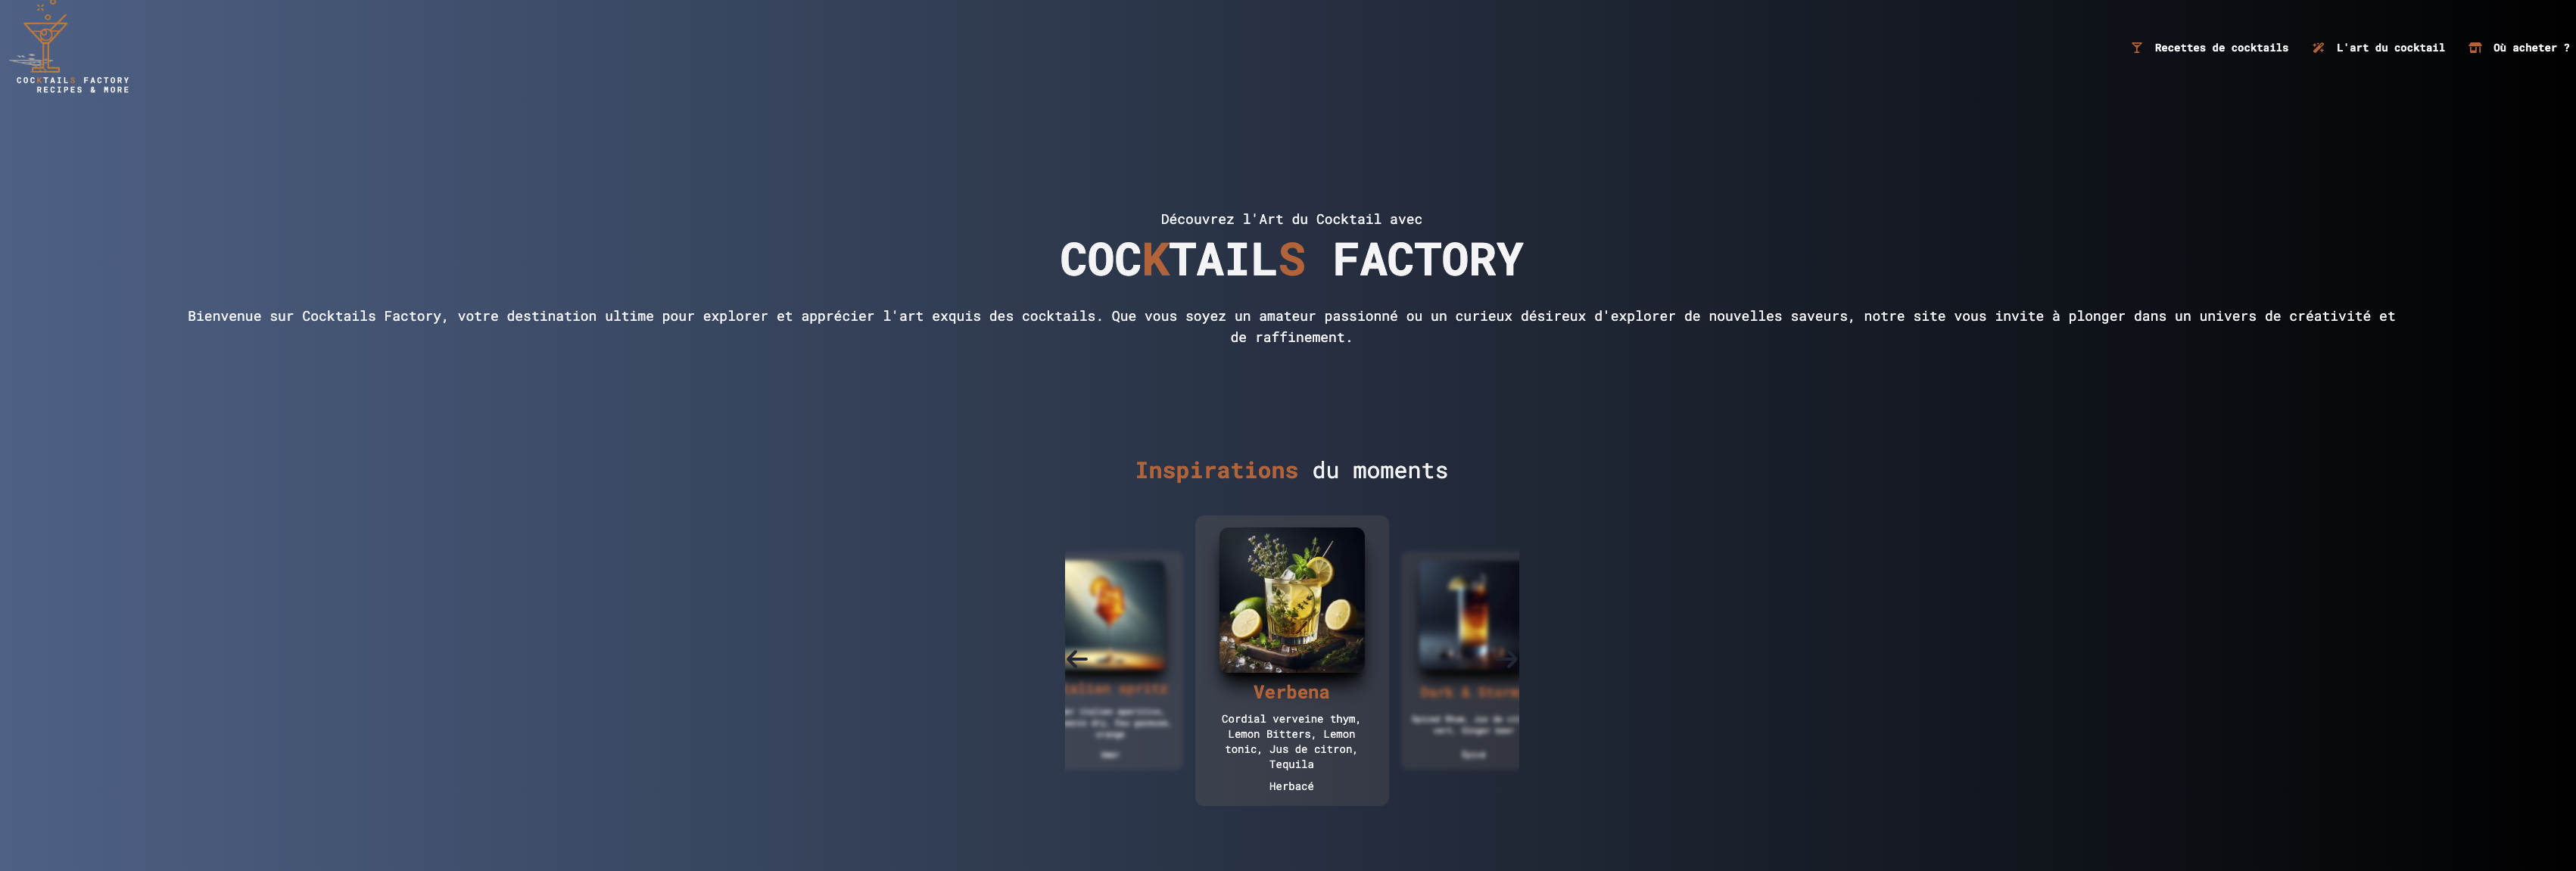 COCKTAILS FACTORY
RECIPES & MORE
Recettes de cocktails
L'art du cocktail
Où acheter ?
Découvrez l'Art du Cocktail avec
COCKTAILS FACTORY
Bienvenue sur Cocktails Factory, votre destination ultime pour explorer et apprécier l'art exquis des cocktails. Que vous soyez un amateur passionné ou un curieux désireux d'explorer de nouvelles saveurs, notre site vous invite à plonger dans un univers de créativité et
de raffinement.
Inspirations du moments
spritz
orange
Verbena
Cordial verveine thym,
Lemon Bitters, Lemon
tonic, Jus de citron,
Tequila
Herbacé
Dark & Storm